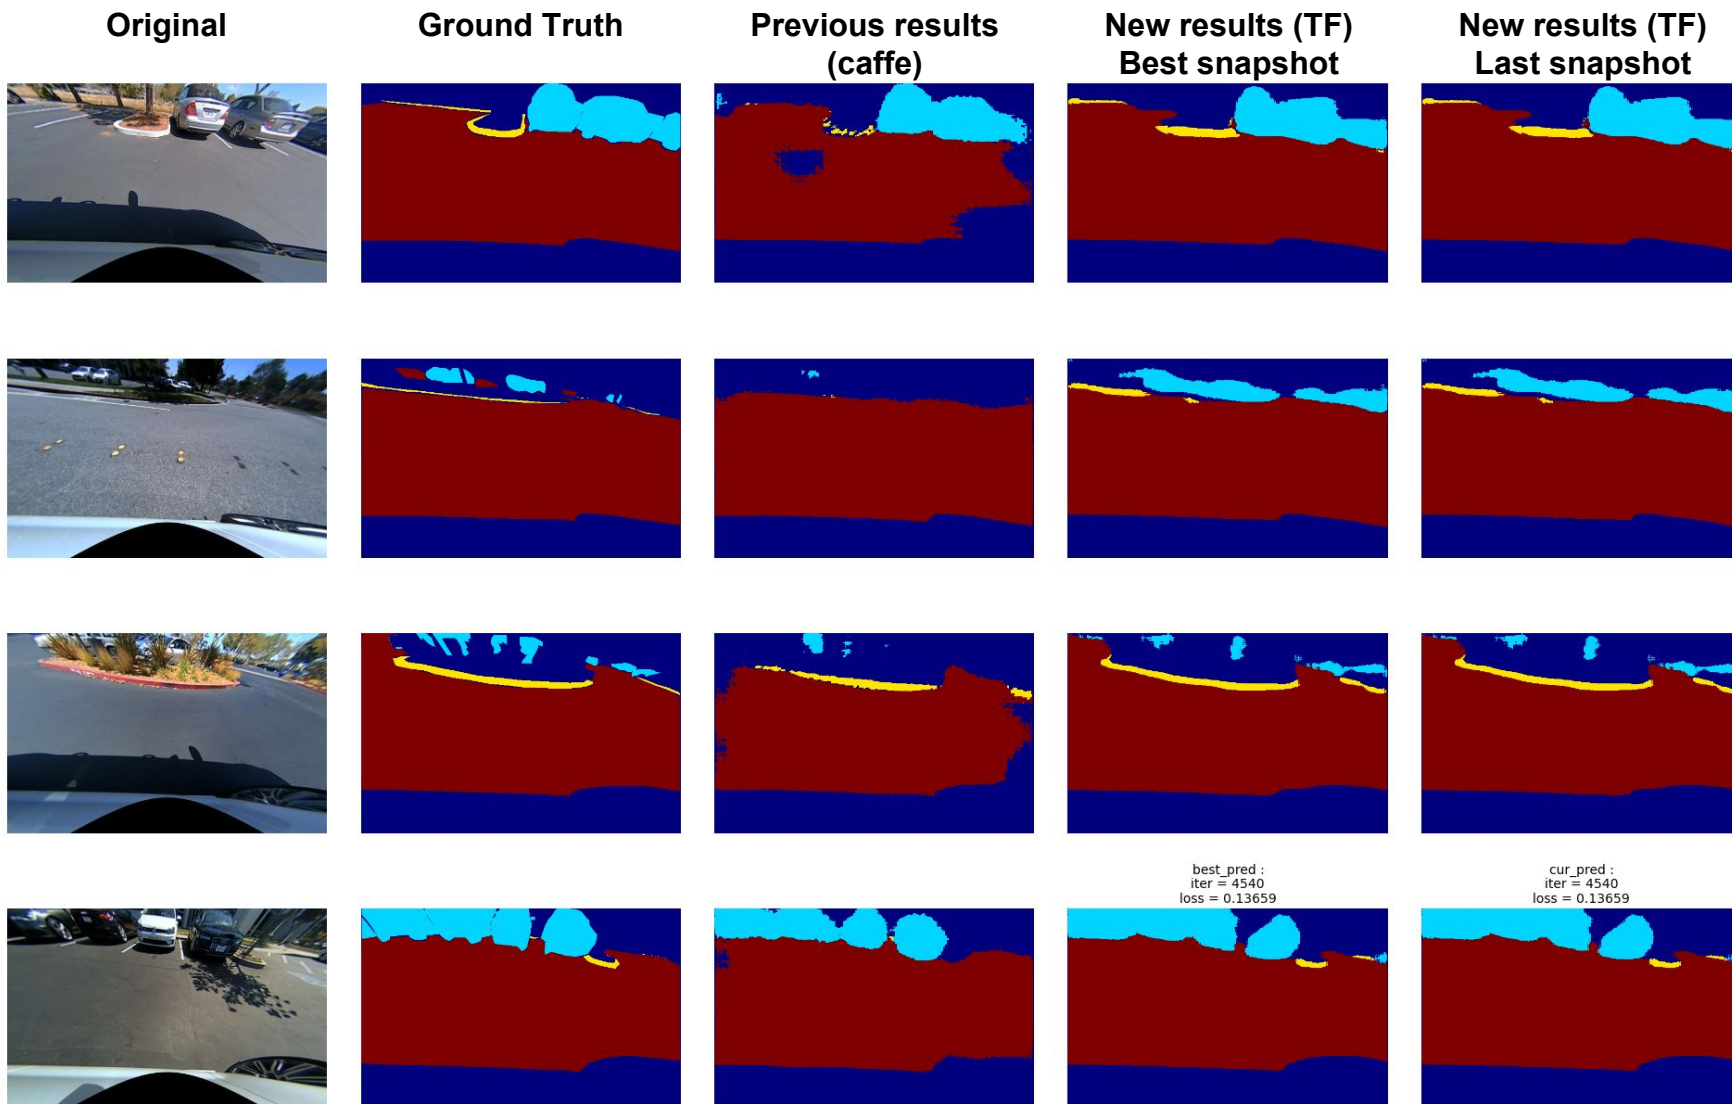 Original
Ground Truth
Previous results
(caffe)
New results (TF)
Best snapshot
New results (TF)
Last snapshot
best_pred :
iter = 4540
loss = 0.13659
cur_pred :
iter = 4540
loss = 0.13659